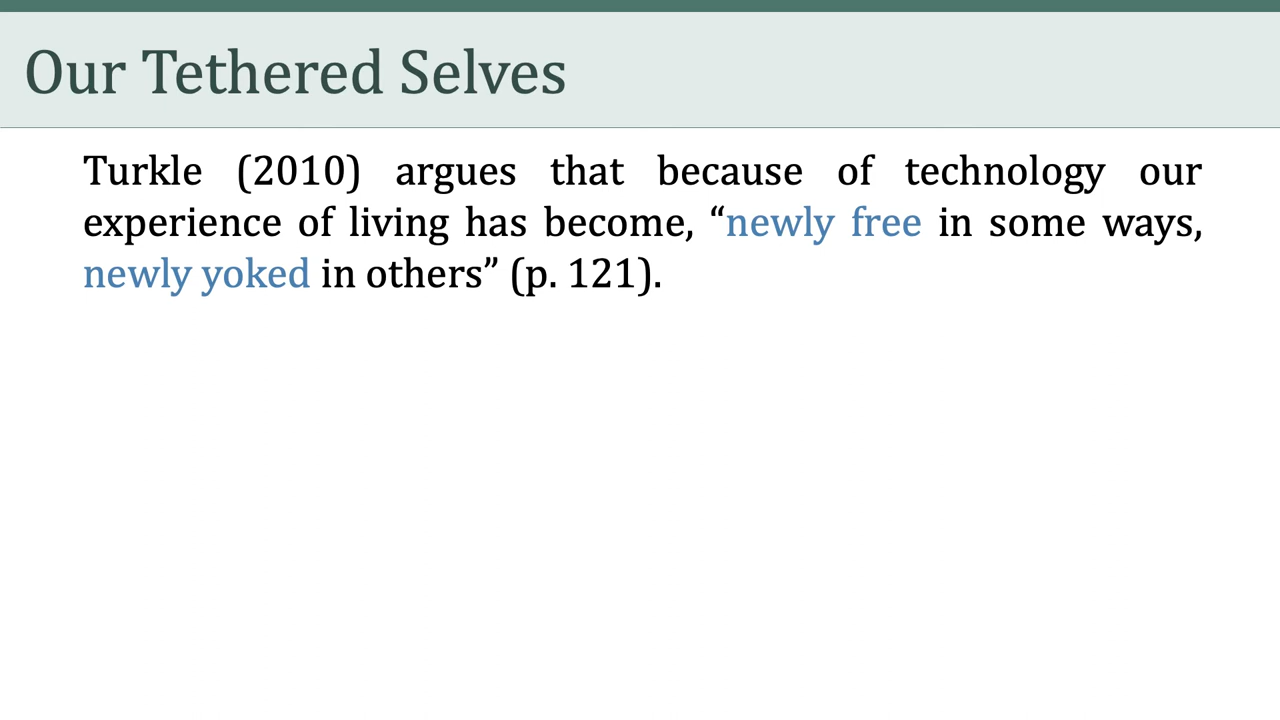 Our Tethered Selves
Turkle (2010) argues that because of technology our
experience of living has become, “newly free in some ways,
newly yoked in others” (p. 121).